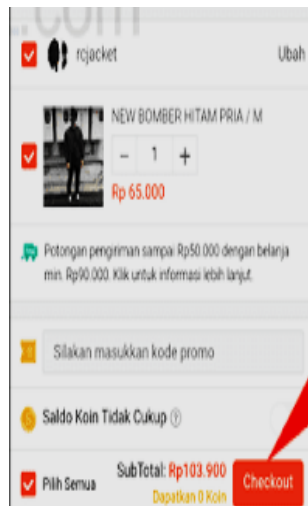 rcjacket Ubah
NEW BOMBER HITAM PRIA / M
- 1 +
Rp 65.000
Potongan pengiriman sampai Rp50.000 dengan belanja
min. Rp90.000. Klik untuk informasi lebih lanjut.
Silakan masukkan kode promo
Saldo Koin Tidak Cukup ?
Pilih Semua
SubTotal: Rp103.900
Dapatkan 0 Koin
Checkout